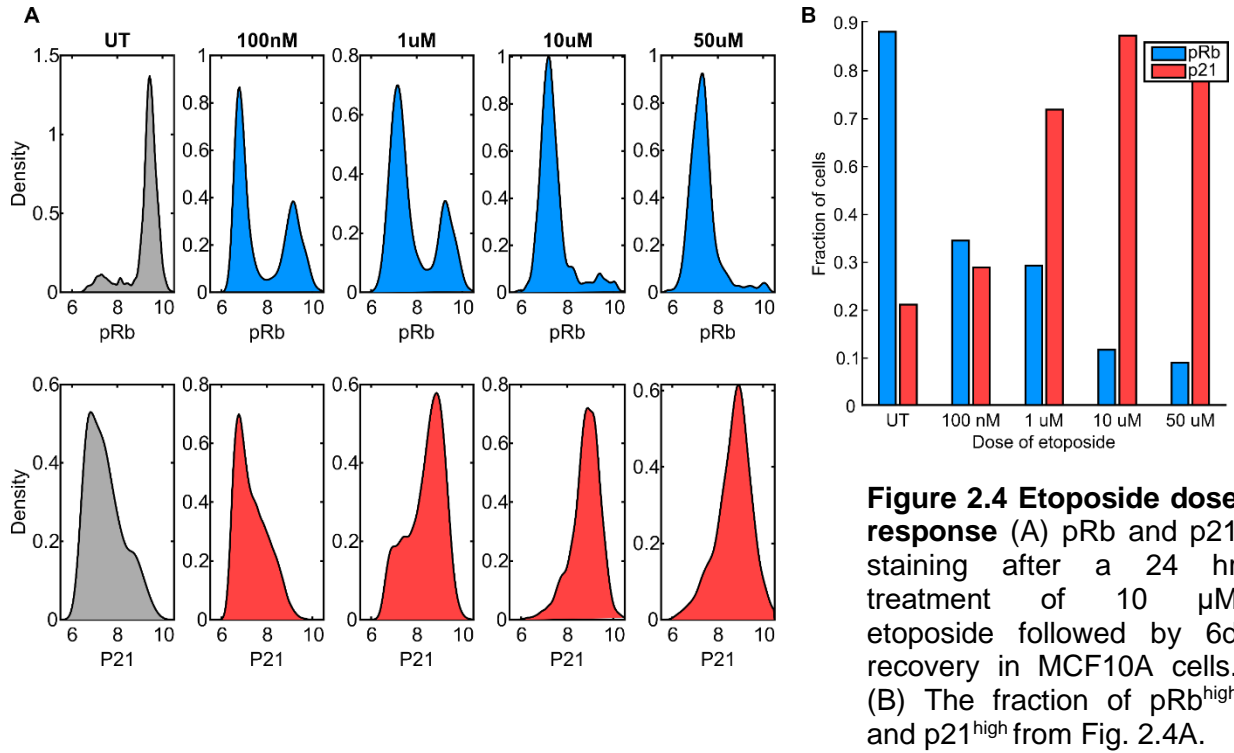 A
UT
100nM
1uM
10uM
50uM
1.5
1
0.5
0
Density
6 8 10
pRb
1
0.8
0.6
0.4
0.2
0
6 8 10
pRb
0.8
0.6
0.4
0.2
0
6 8 10
pRb
1
0.8
0.6
0.4
0.2
0
6 8 10
pRb
1
0.8
0.6
0.4
0.2
0
6 8 10
pRb
0.6
0.4
0.2
0
Density
6 8 10
P21
0.8
0.6
0.4
0.2
0
6 8 10
P21
0.6
0.4
0.2
0
6 8 10
P21
0.8
0.6
0.4
0.2
0
6 8 10
P21
0.6
0.4
0.2
0
6 8 10
P21
B
0.9
0.8
0.7
0.9
0.3
0.2
0.1
0
Fraction of cells
pRb
p21
UT 100 nM 1 uM 10 uM 50 uM
Dose of etoposide
Figure 2.4 Etoposide dose
response (A) pRb and p21
staining after a 24 hr
treatment of 10 µM
etoposide followed by 6d
recovery in MCF10A cells.
(B) The fraction of pRbhigh
and p21high from Fig. 2.4A.